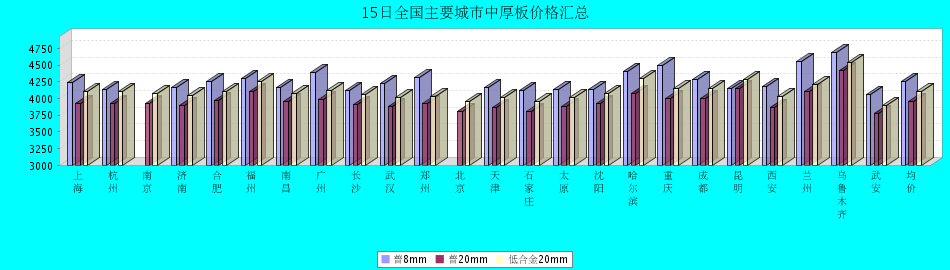 15日全国主要城市中厚板价格汇总
4750
4500
4250
4000
3750
3500
3250
3000
上海
杭州
南京
济南
合肥
福州
南昌
广州
长沙
武汉
郑州
北京
天津
石家庄
太原
沈阳
哈尔滨
重庆
成都
昆明
西安
兰州
乌鲁木齐
武安
均价
普8mm 普20mm 低合金20mm